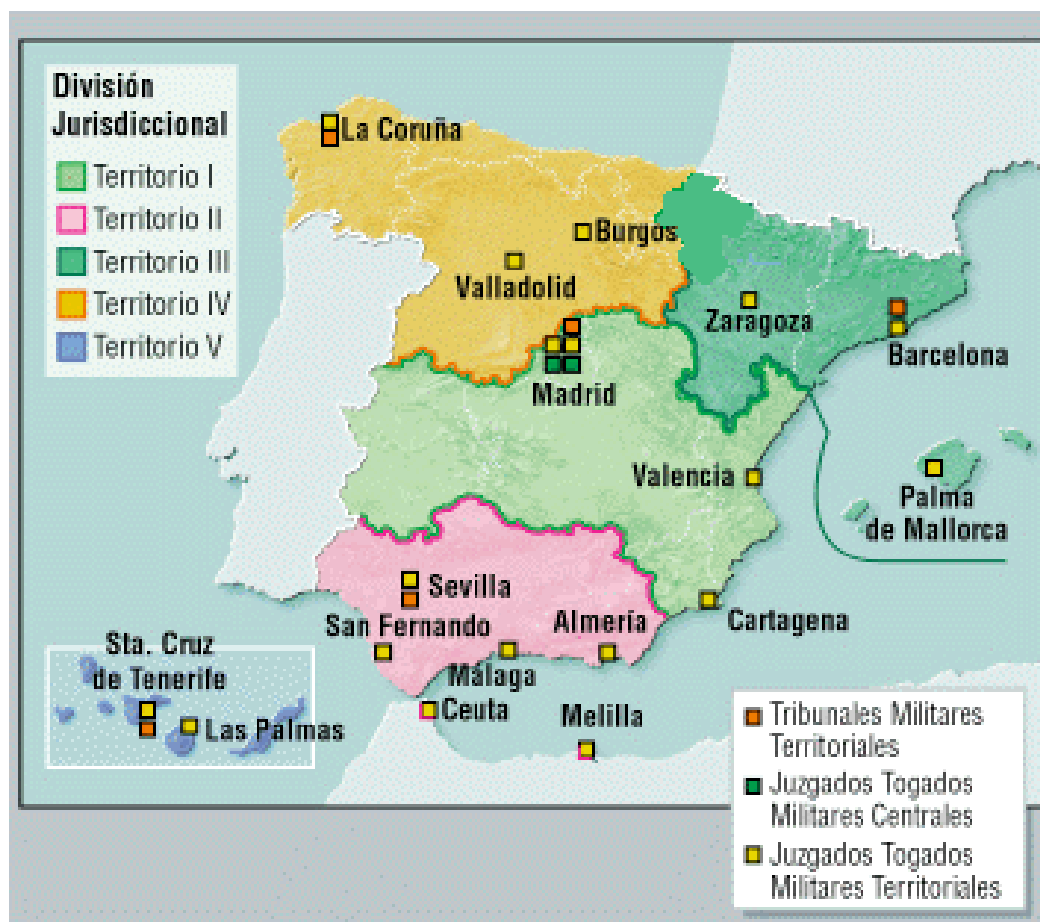 División
Jurisdiccional
Territorio I
Territorio II
Territorio III
Territorio IV
Territorio V
La Coruña
Burgos
Valladolid
Zaragoza
Barcelona
Madrid
Valencia
Palma
de Mallorca
Sevilla
San Fernando
Almería
Cartagena
Málaga
Sta. Cruz
de Tenerife
Las Palmas
Ceuta
Melilla
Tribunales Militares
Territoriales
Juzgados Togados
Militares Centrales
Juzgados Togados
Militares Territoriales